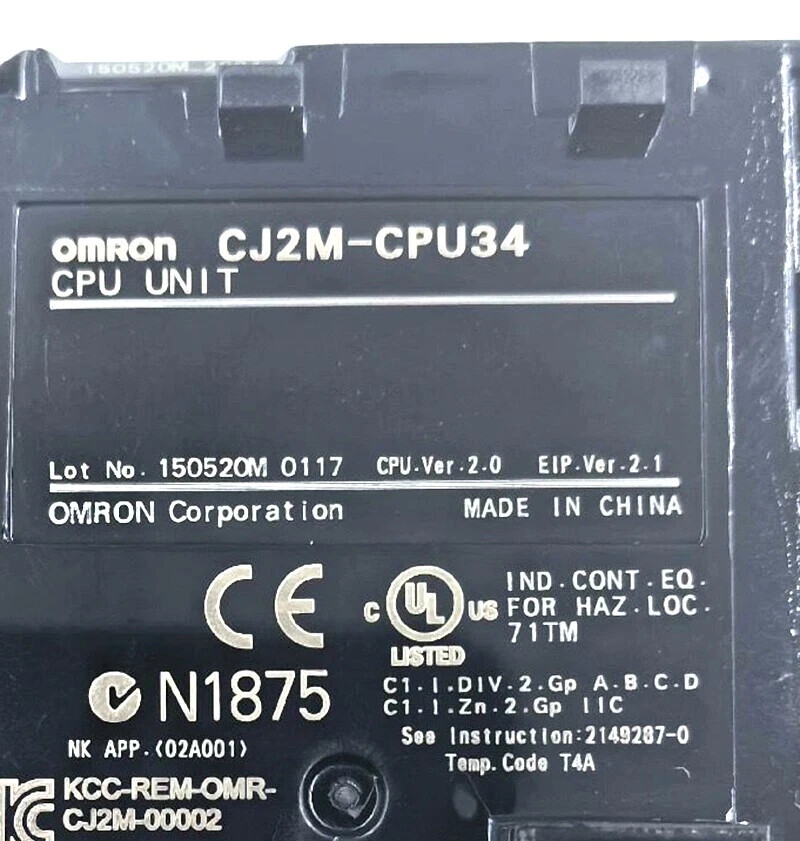 150520M
OMRON CJ2M-CPU34
CPU UNIT
Lot No. 150520M 0117 CPU.Ver.2.0 EIP.Ver.2.1
OMRON Corporation MADE IN CHINA
CE
C UL US LISTED
IND.CONT.EQ.
FOR HAZ.LOC.
71TM
N1875
C1.I.DIV.2.Gp A.B.C.D
C1.I.Zn.2.Gp IIC
See Instruction:2149287-0
Temp.Code T4A
NK APP.(02A001)
KC KCC-REM-OMR-
CJ2M-00002